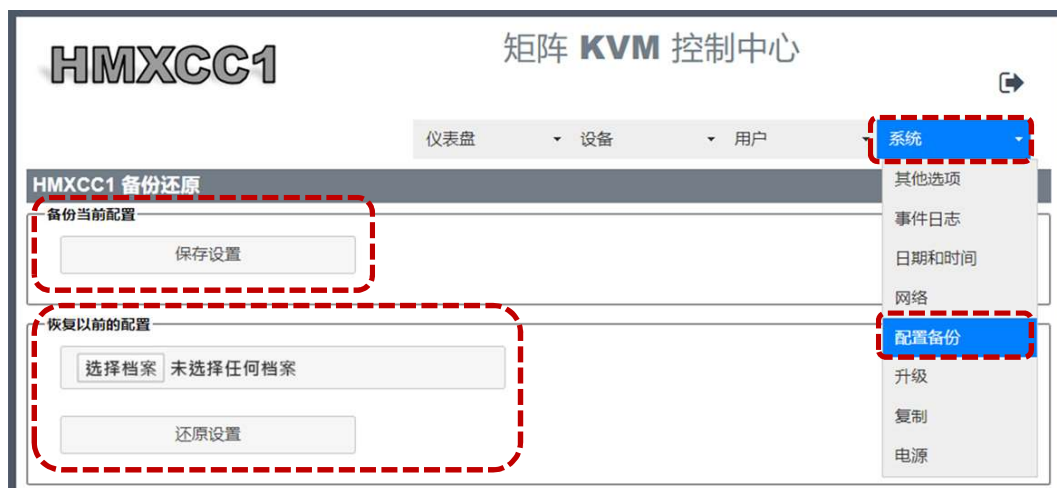 HMXCC1
矩阵 KVM 控制中心
仪表盘 设备 用户 系统
其他选项
事件日志
日期和时间
网络
配置备份
升级
复制
电源
HMXCC1 备份还原
备份当前配置
保存设置
恢复以前的配置
选择档案 未选择任何档案
还原设置